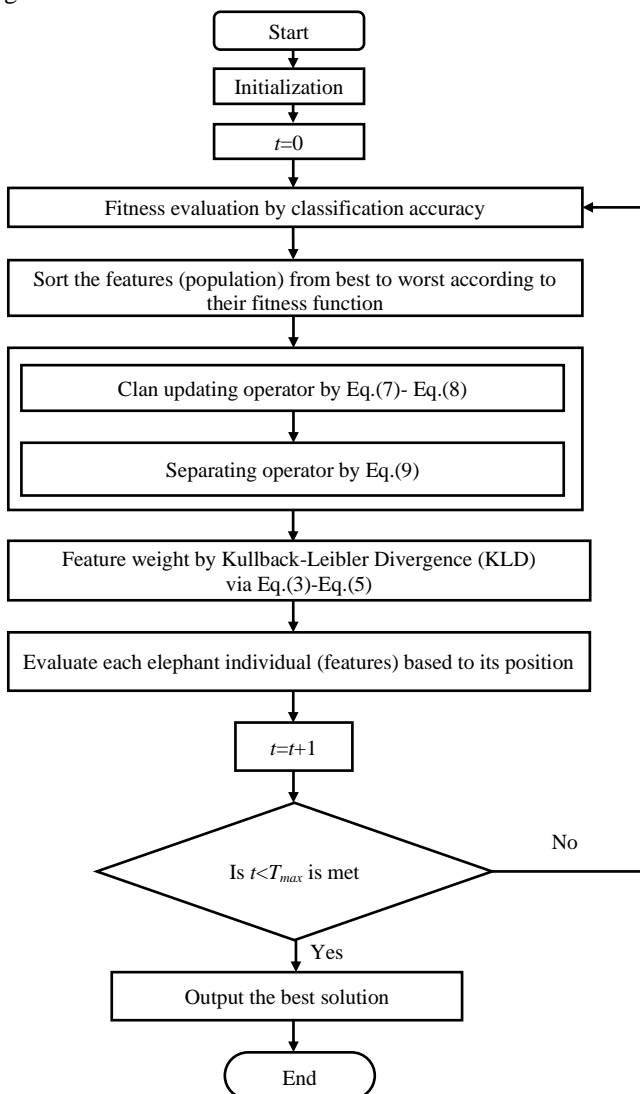 Start
Initialization
t=0
Fitness evaluation by classification accuracy
Sort the features (population) from best to worst according to
their fitness function
Clan updating operator by Eq.(7)- Eq.(8)
Separating operator by Eq.(9)
Feature weight by Kullback-Leibler Divergence (KLD)
via Eq.(3)-Eq.(5)
Evaluate each elephant individual (features) based to its position
t=t+1
Is t<Tmax is met
No
Yes
Output the best solution
End